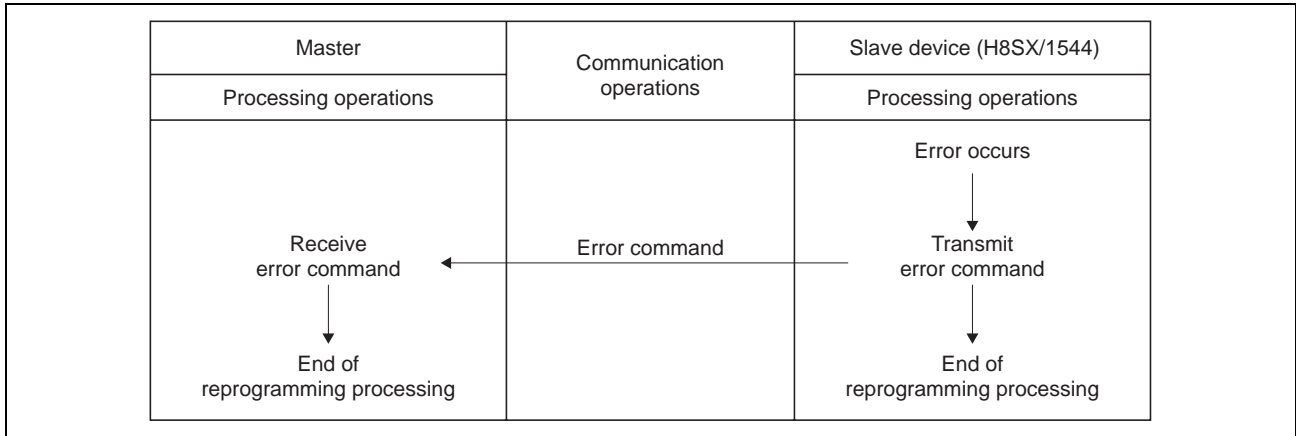 Master
Communication
operations
Slave device (H8SX/1544)
Processing operations
Processing operations
Error occurs
Receive
error command
Error command
Transmit
error command
End of
reprogramming processing
End of
reprogramming processing